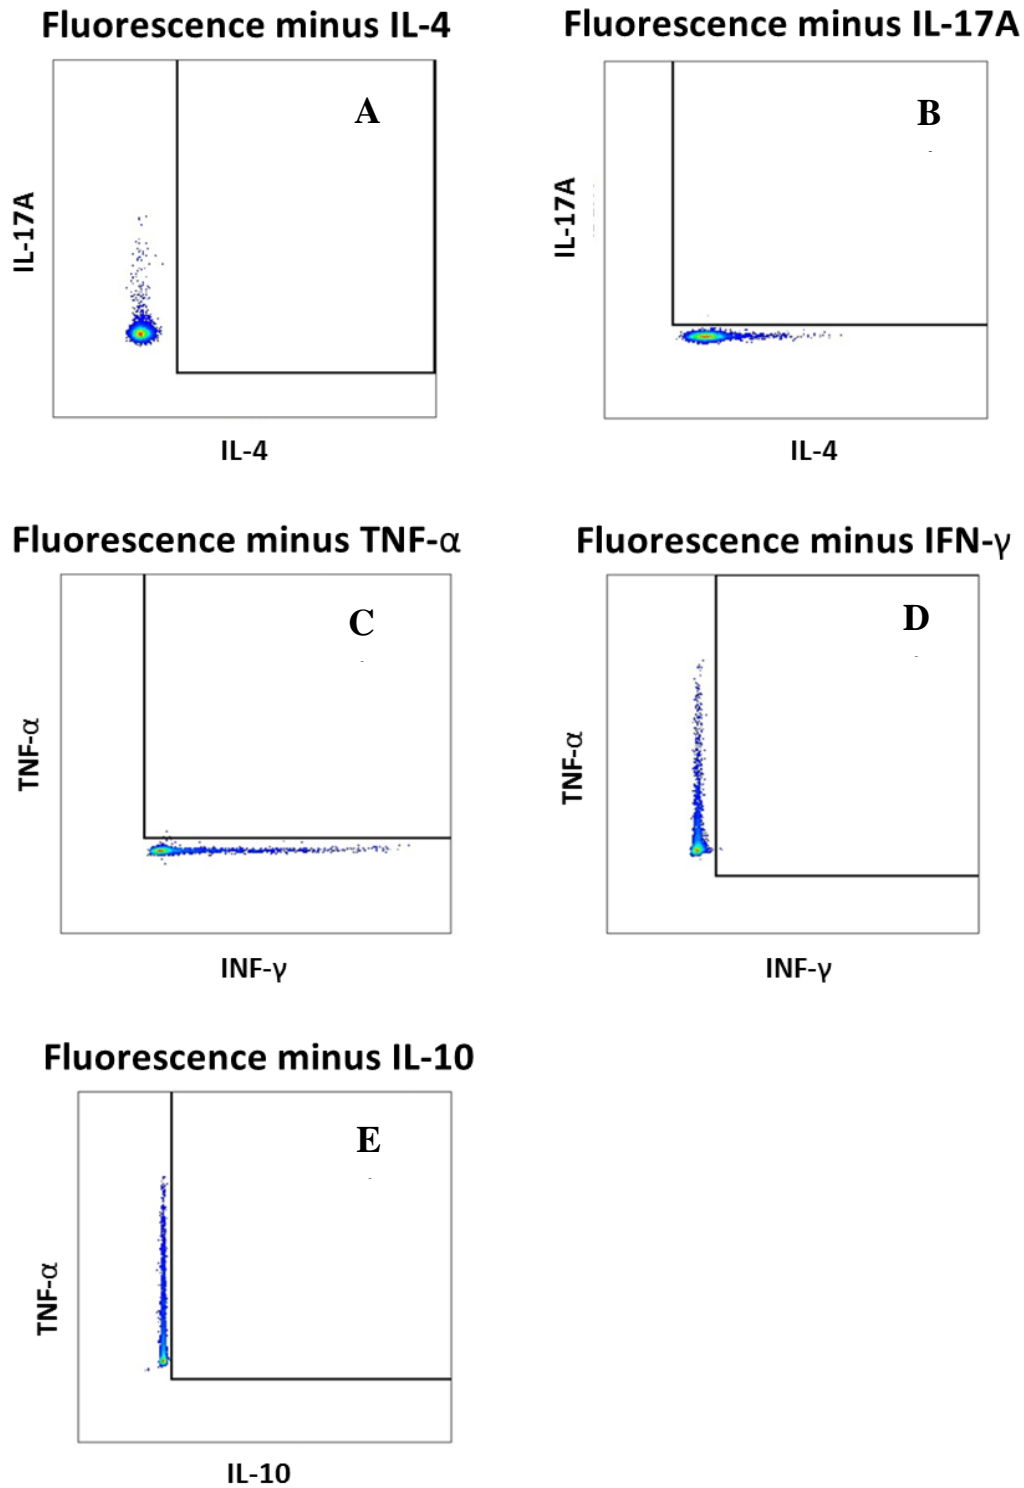 Fluorescence minus IL-4
A
IL-17A
IL-4
Fluorescence minus IL-17A
B
IL-17A
IL-4
Fluorescence minus TNF-α
C
TNF-α
INF-γ
Fluorescence minus IFN-γ
D
TNF-α
INF-γ
Fluorescence minus IL-10
E
TNF-α
IL-10